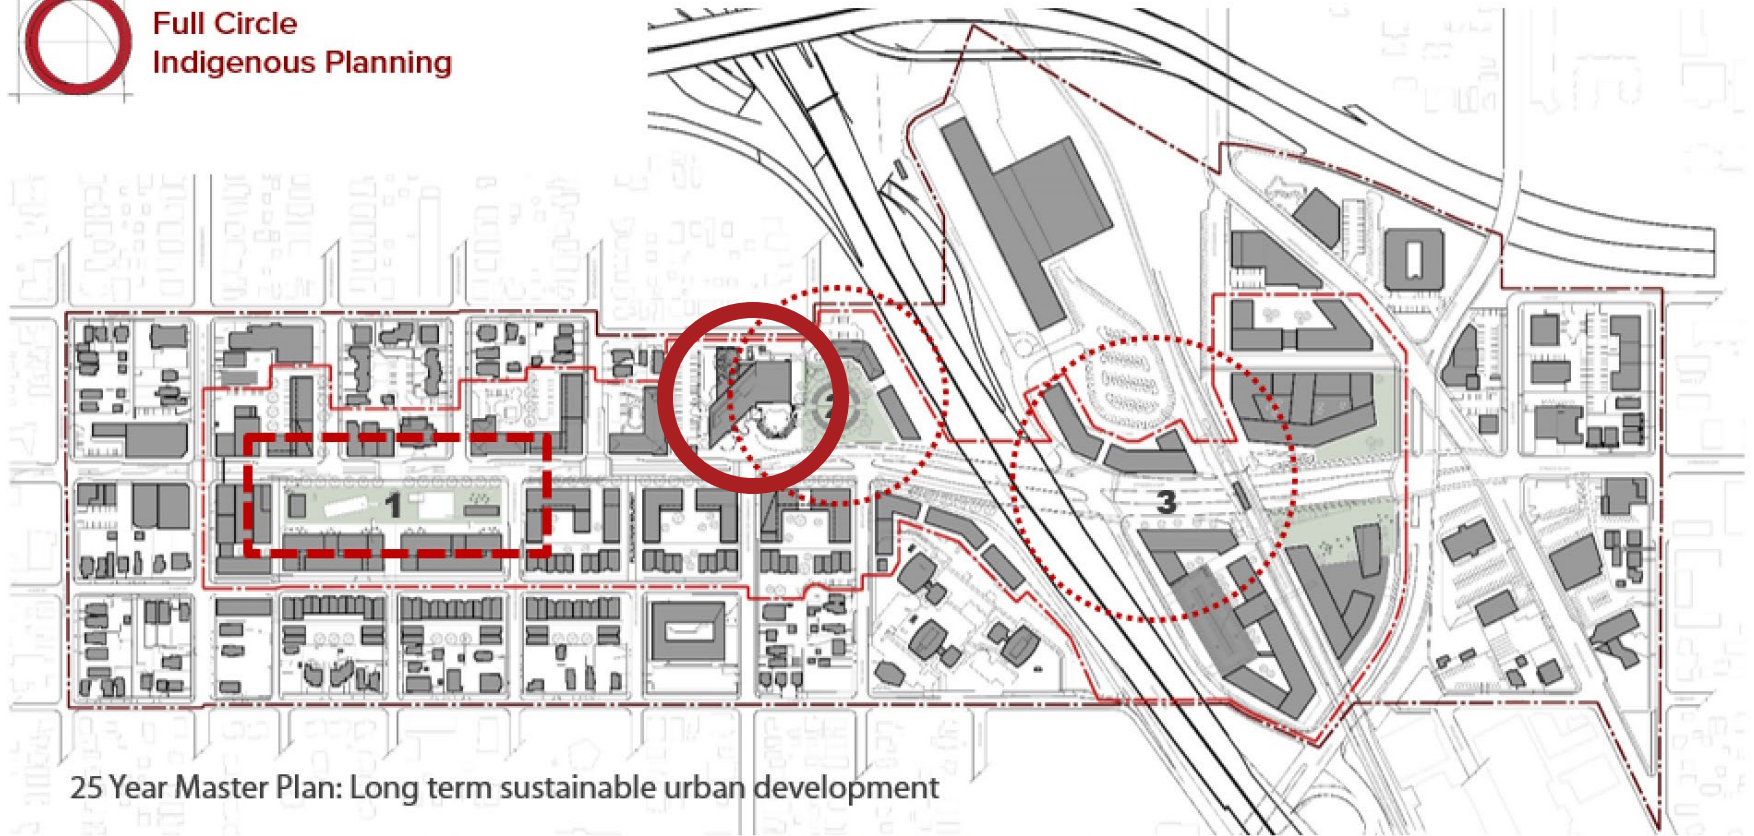 Full Circle
Indigenous Planning
2
1
3
25 Year Master Plan: Long term sustainable urban development